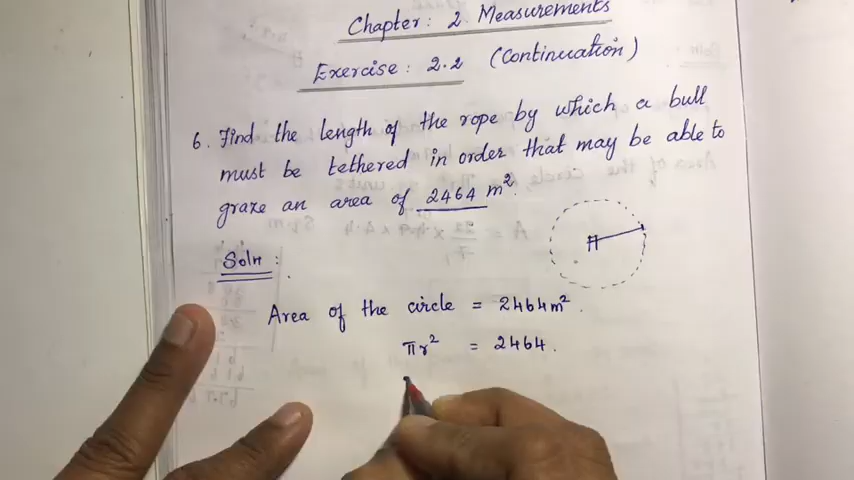 Chapter: 2 Measurements
Exercise: 2.2 (Continuation)
6. Find the length of the rope by which a bull
must be tethered in order that may be able to
graze an area of 2464 m².
Soln:
Area of the circle = 2464m².
πr² = 2464.